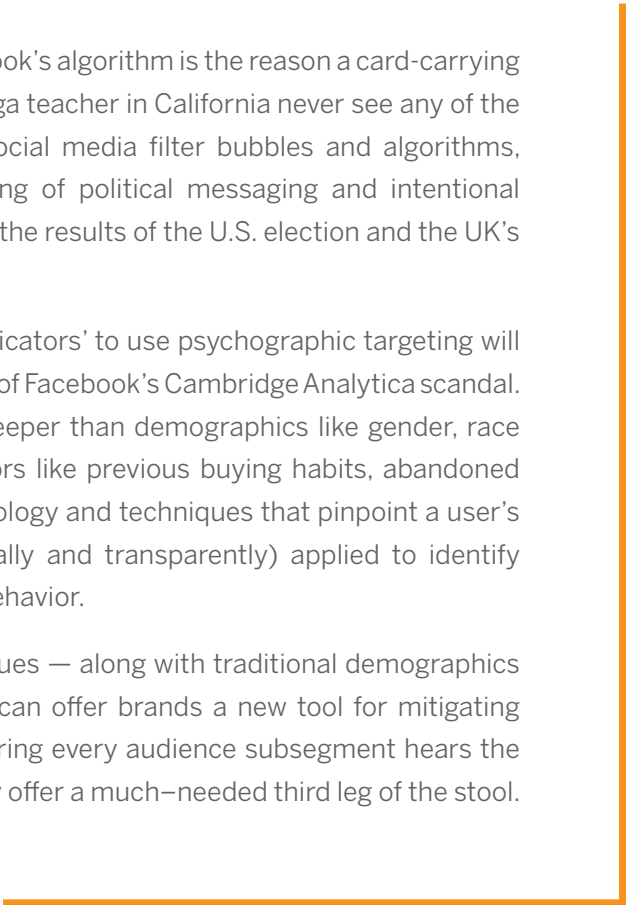 ook's algorithm is the reason a card-carrying
ga teacher in California never see any of the
ocial media filter bubbles and algorithms,
ng of political messaging and intentional
the results of the U.S. election and the UK's
icators' to use psychographic targeting will
of Facebook's Cambridge Analytica scandal.
eeper than demographics like gender, race
ors like previous buying habits, abandoned
ology and techniques that pinpoint a user's
ally and transparently) applied to identify
ehavior.
ues — along with traditional demographics
can offer brands a new tool for mitigating
ring every audience subsegment hears the
offer a much–needed third leg of the stool.